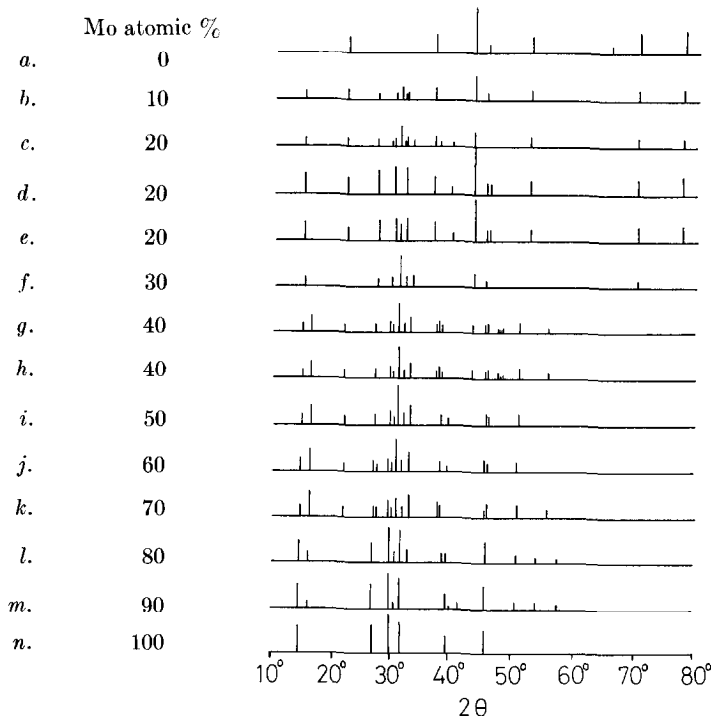 Mo atomic %
a. 0
b. 10
c. 20
d. 20
e. 20
f. 30
g. 40
h. 40
i. 50
j. 60
k. 70
l. 80
m. 90
n. 100
10° 20° 30° 40° 50° 60° 70° 80°
2θ